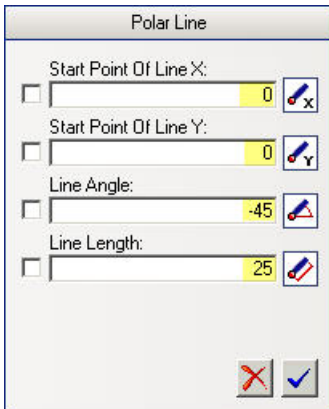 Polar Line
Start Point Of Line X:
0
X
Start Point Of Line Y:
0
Y
Line Angle:
-45
Line Length:
25